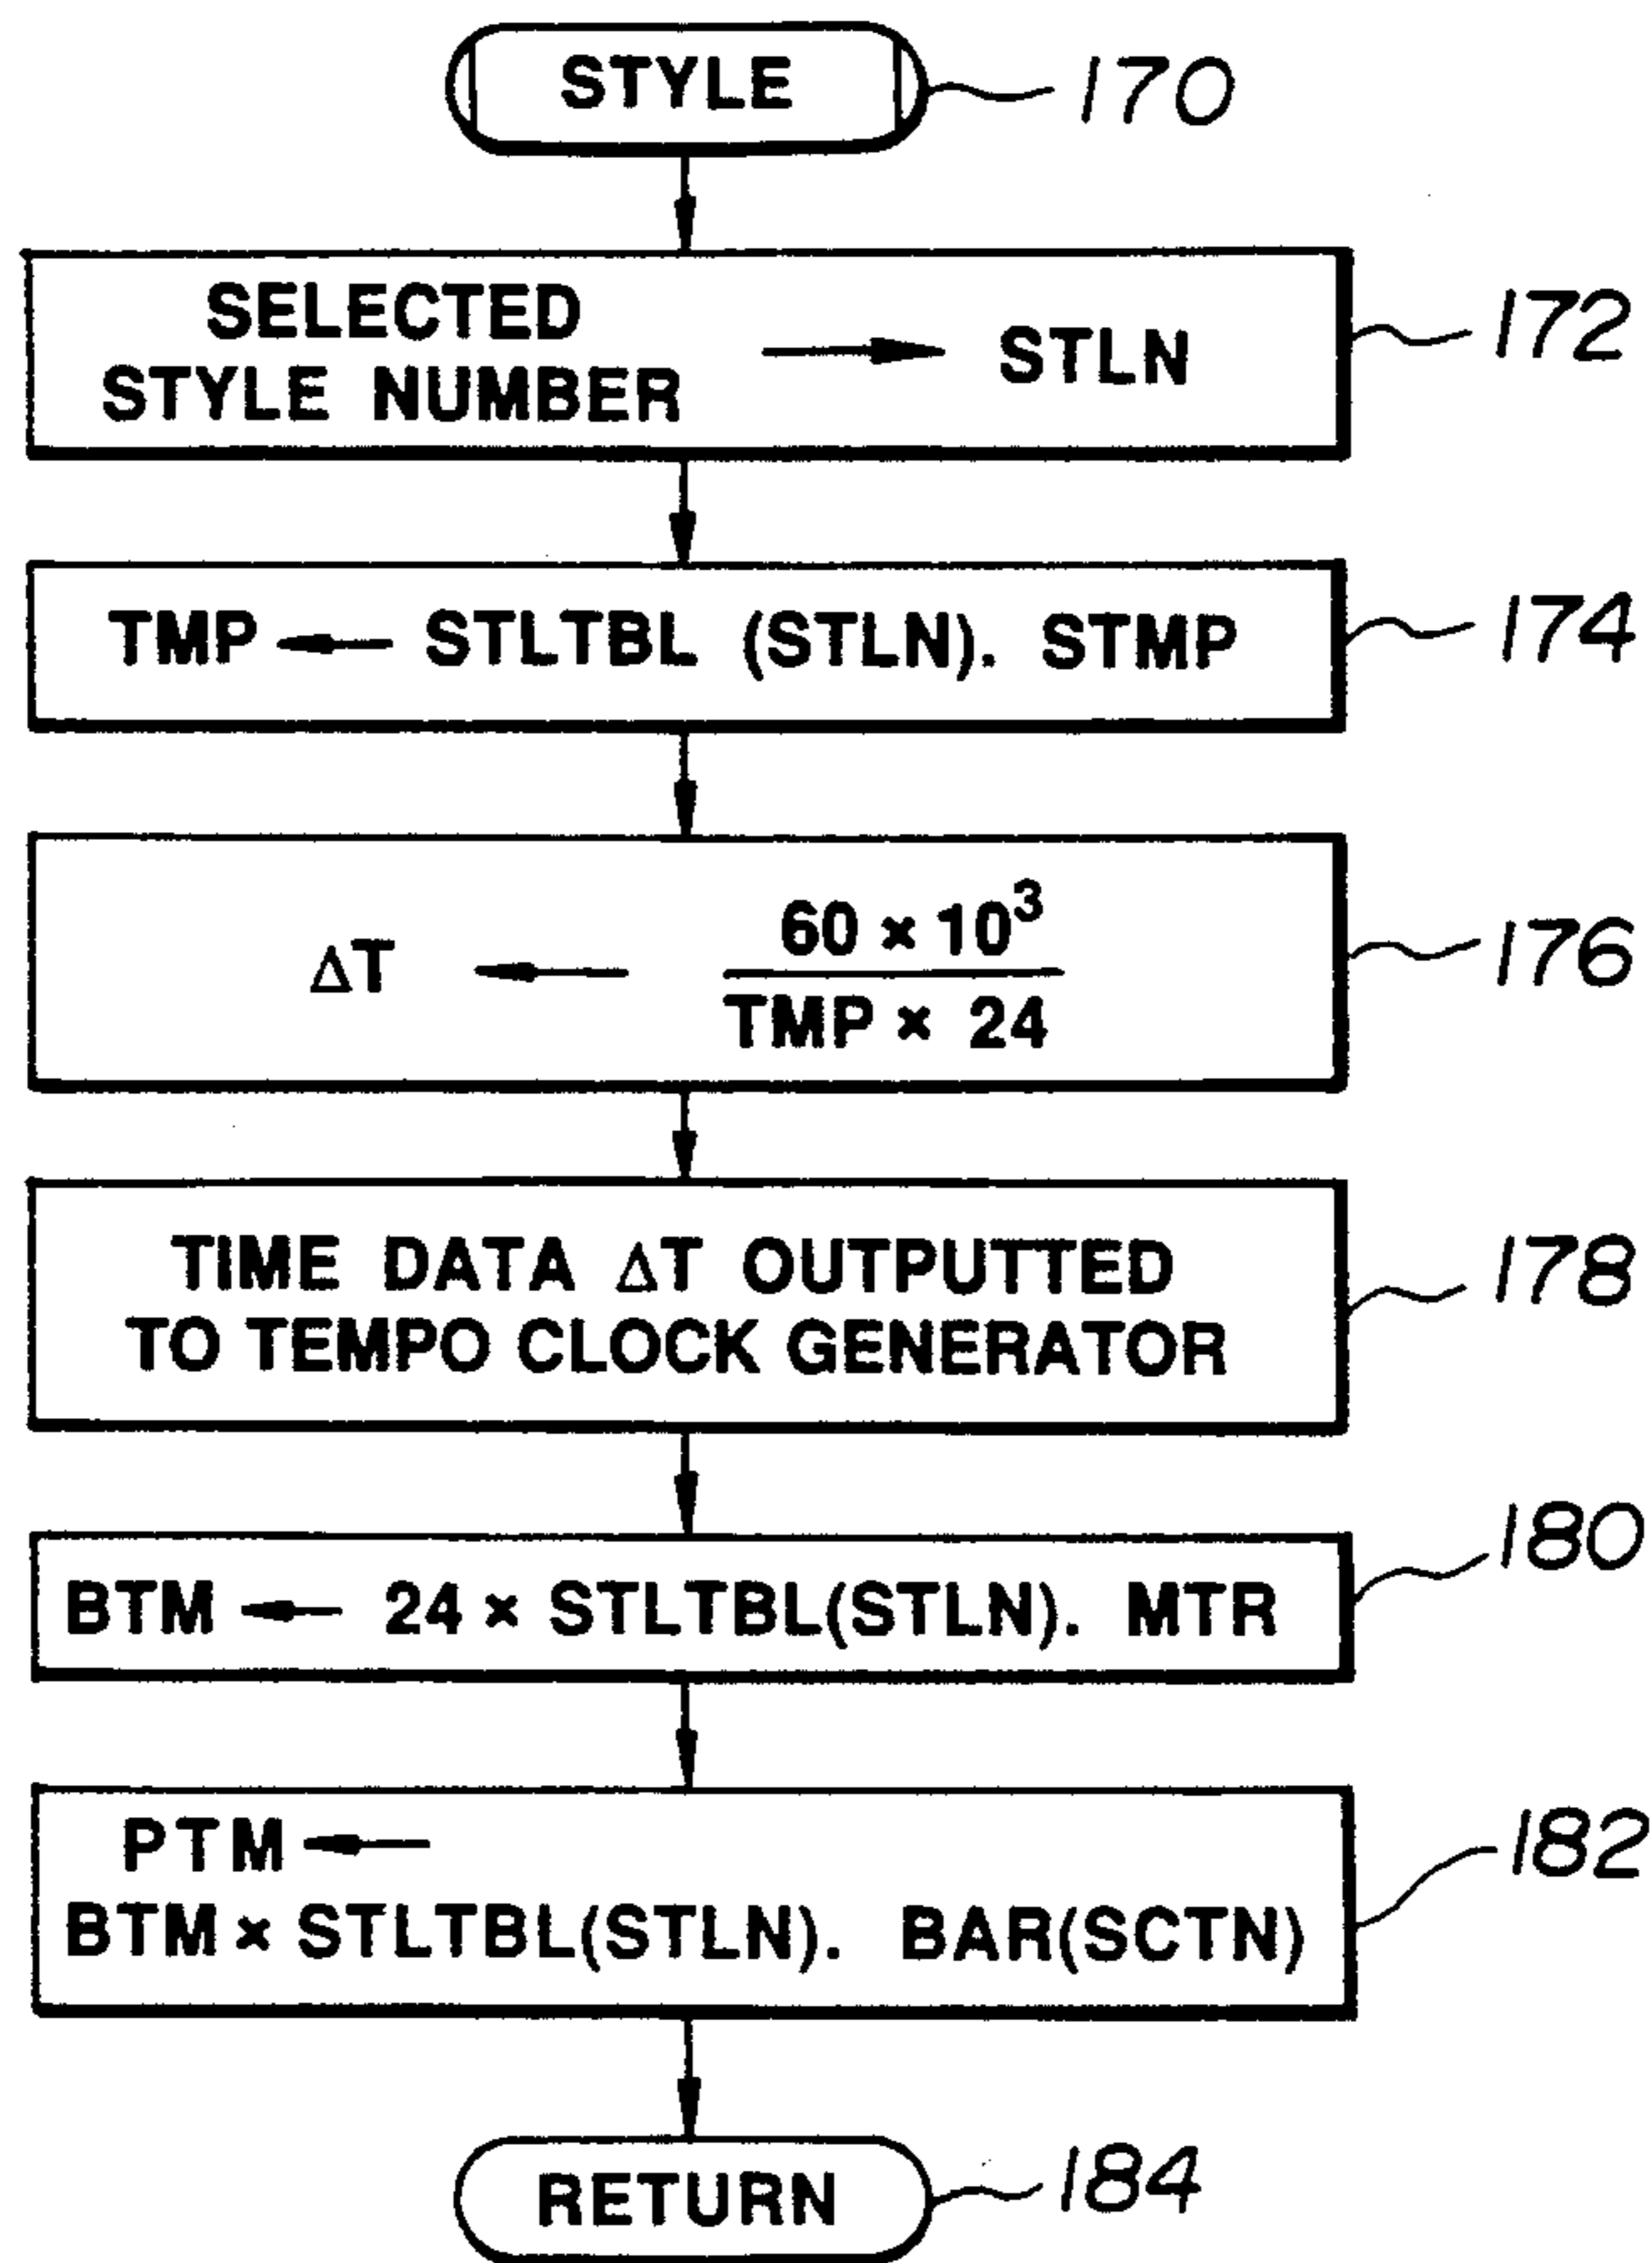 STYLE 170
SELECTED
STYLE NUMBER → STLN 172
TMP ← STLTBL (STLN). STMP 174
60 × 10³
ΔT ← 176
TMP × 24
TIME DATA ΔT OUTPUTTED 178
TO TEMPO CLOCK GENERATOR
BTM ← 24 × STLTBL(STLN). MTR 180
PTM ← 182
BTM × STLTBL(STLN). BAR(SCTN)
RETURN 184